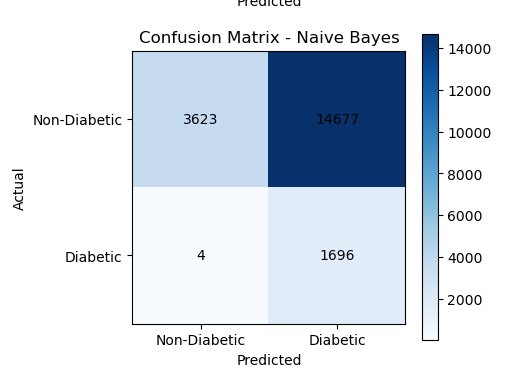 Predicted
Confusion Matrix - Naive Bayes
14000
12000
Non-Diabetic 3623 14677
10000
8000
Actual
6000
4000
Diabetic 4 1696
2000
Non-Diabetic Diabetic
Predicted